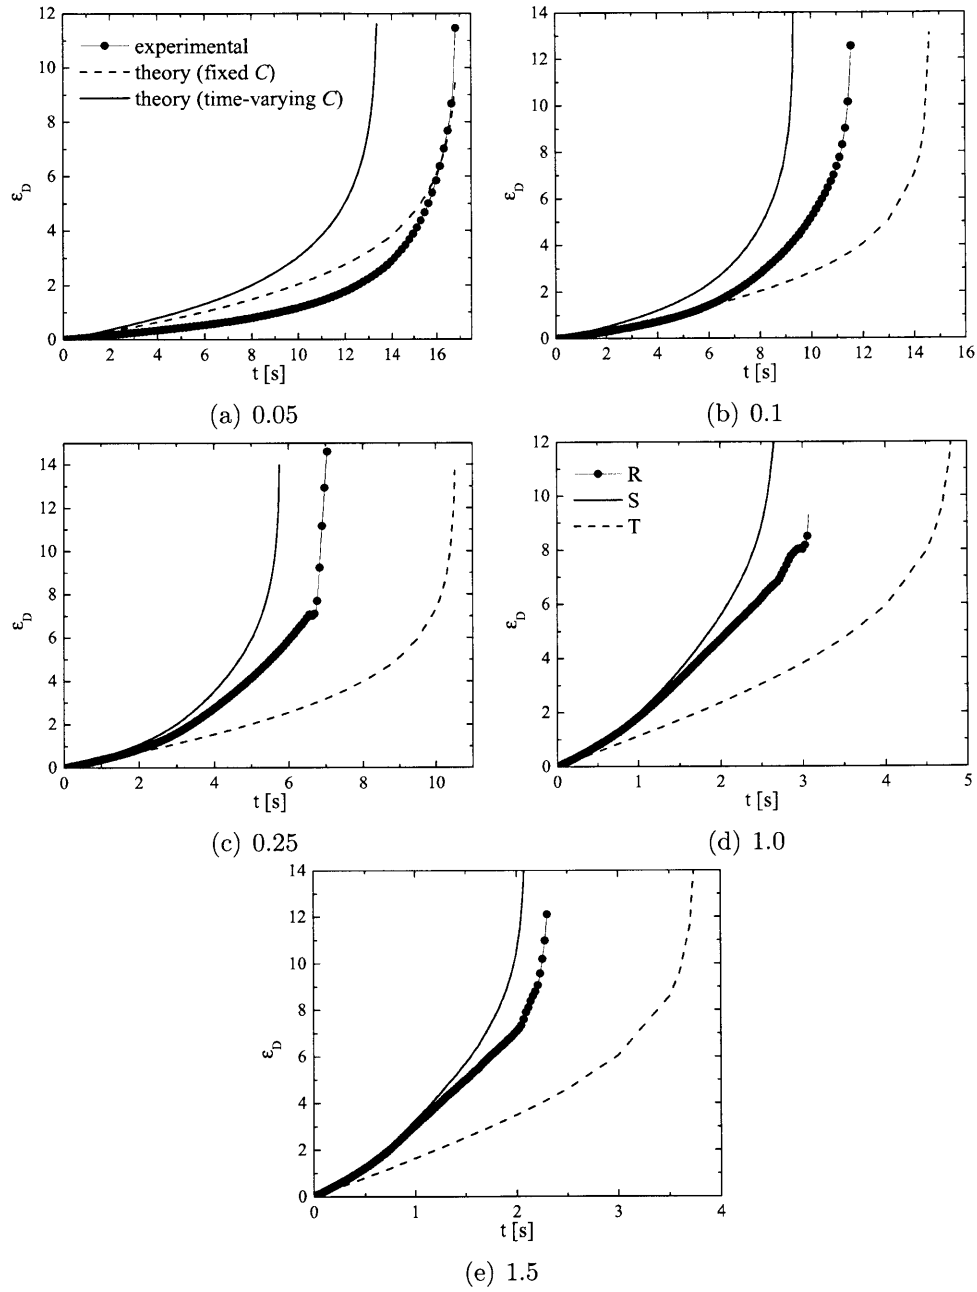 12
10
8
6
4
2
0
ε_D
experimental
theory (fixed C)
theory (time-varying C)
0 2 4 6 8 10 12 14 16
t [s]
(a) 0.05
14
12
10
8
6
4
2
0
ε_D
0 2 4 6 8 10 12 14 16
t [s]
(b) 0.1
14
12
10
8
6
4
2
0
ε_D
0 2 4 6 8 10
t [s]
(c) 0.25
12
10
8
6
4
2
0
ε_D
R
S
T
0 1 2 3 4 5
t [s]
(d) 1.0
14
12
10
8
6
4
2
0
ε_D
0 1 2 3 4
t [s]
(e) 1.5